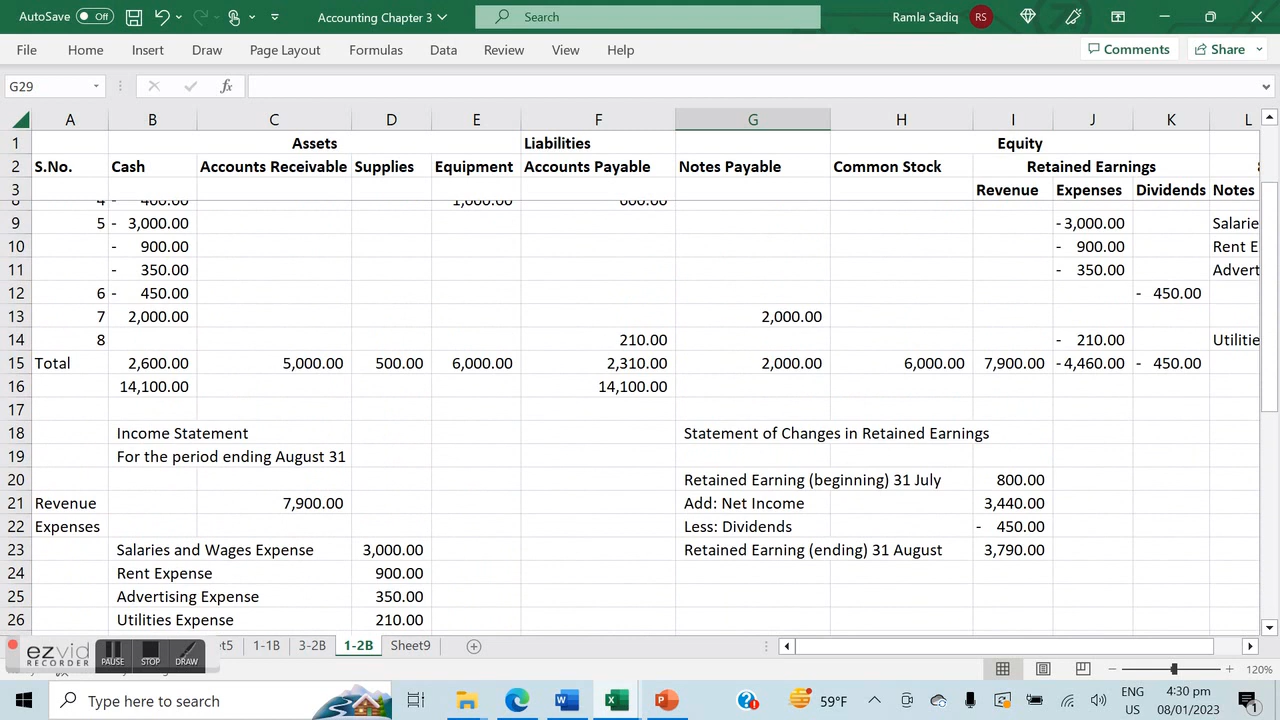 AutoSave Off Accounting Chapter 3 Search Ramla Sadiq RS
File Home Insert Draw Page Layout Formulas Data Review View Help Comments Share
G29 fx
A B C D E F G H I J K L
1 Assets Liabilities Equity
2 S.No. Cash Accounts Receivable Supplies Equipment Accounts Payable Notes Payable Common Stock Retained Earnings
3 Revenue Expenses Dividends Notes
4 - 400.00 1,000.00 600.00
9 5 - 3,000.00 - 3,000.00 Salarie
10 - 900.00 - 900.00 Rent E
11 - 350.00 - 350.00 Advert
12 6 - 450.00 - 450.00
13 7 2,000.00 2,000.00
14 8 210.00 - 210.00 Utilitie
15 Total 2,600.00 5,000.00 500.00 6,000.00 2,310.00 2,000.00 6,000.00 7,900.00 - 4,460.00 - 450.00
16 14,100.00 14,100.00
17
18 Income Statement Statement of Changes in Retained Earnings
19 For the period ending August 31
20 Retained Earning (beginning) 31 July 800.00
21 Revenue 7,900.00 Add: Net Income 3,440.00
22 Expenses Less: Dividends - 450.00
23 Salaries and Wages Expense 3,000.00 Retained Earning (ending) 31 August 3,790.00
24 Rent Expense 900.00
25 Advertising Expense 350.00
26 Utilities Expense 210.00
ezvid RECORDER PAUSE STOP DRAW t5 1-1B 3-2B 1-2B Sheet9
120%
Type here to search 59°F ENG US 4:30 pm 08/01/2023